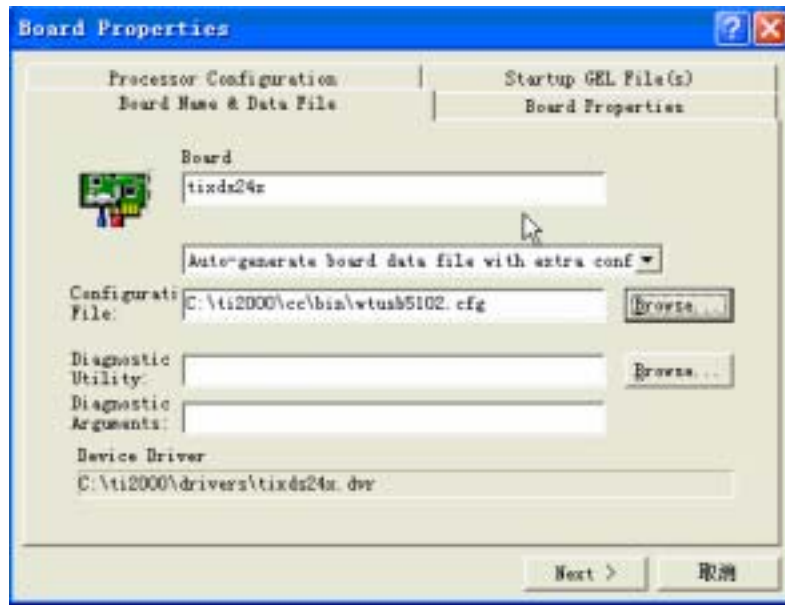 Board Properties
Processor Configuration
Startup GEL File(s)
Board Name & Data File
Board Properties
Board
tixds24x
Auto-generate board data file with extra conf
Configurati
File:
C:\ti2000\cc\bin\wtusb5102.cfg
Browse...
Diagnostic
Utility:
Browse...
Diagnostic
Arguments:
Device Driver
C:\ti2000\drivers\tixds24x.dvr
Next >
取消